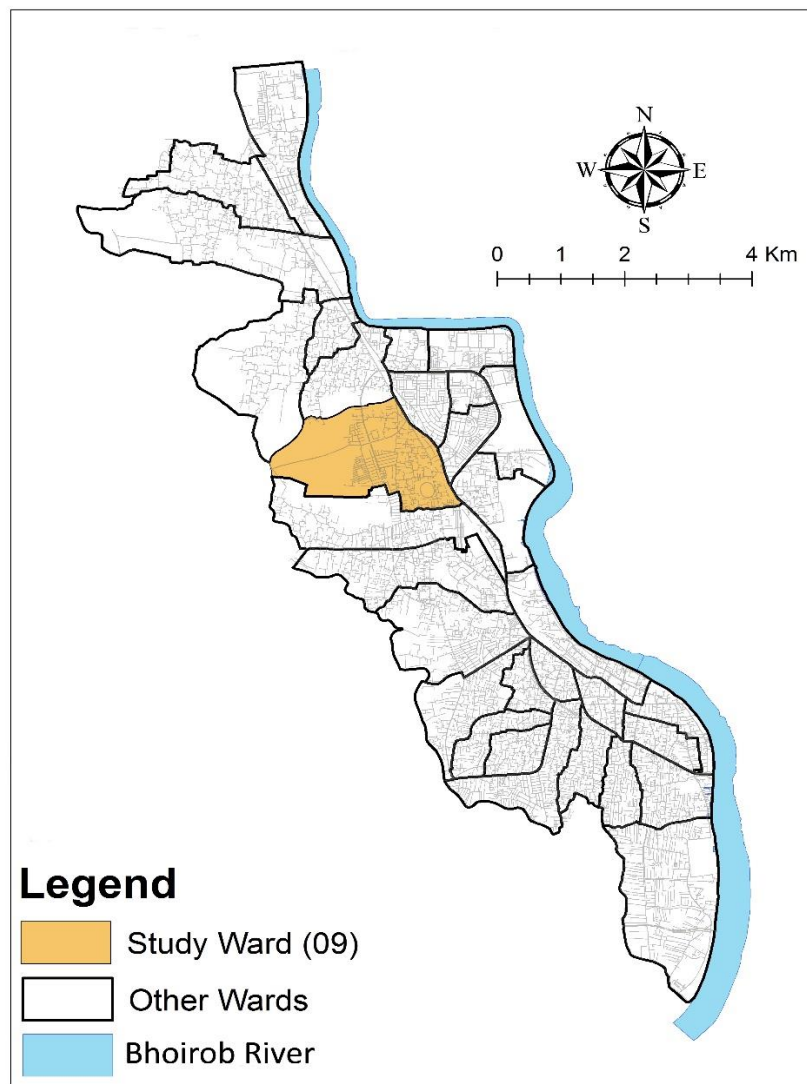 N
W E
S
0 1 2 4 Km
Legend
Study Ward (09)
Other Wards
Bhoirob River